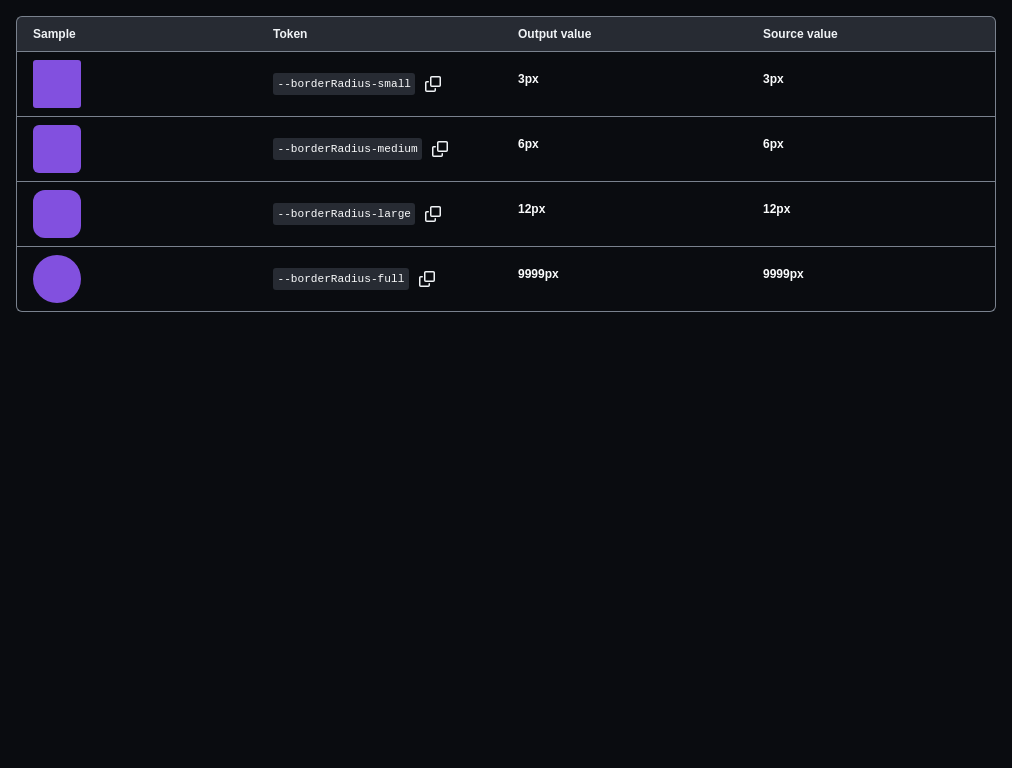 Sample Token Output value Source value
--borderRadius-small 3px 3px
--borderRadius-medium 6px 6px
--borderRadius-large 12px 12px
--borderRadius-full 9999px 9999px